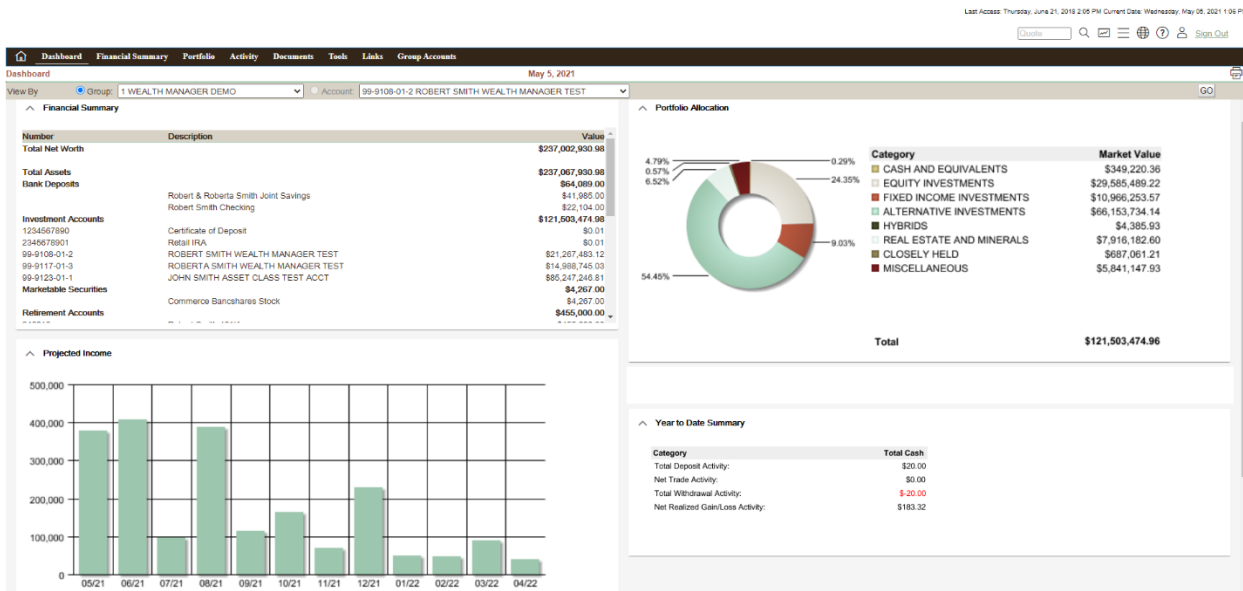 Last Access: Thursday, June 21, 2018 2:05 PM Current Date: Wednesday, May 05, 2021 1:06 P
Quote Sign Out
Dashboard Financial Summary Portfolio Activity Documents Tools Links Group Accounts
Dashboard May 5, 2021
View By Group: 1 WEALTH MANAGER DEMO Account: 99-9108-01-2 ROBERT SMITH WEALTH MANAGER TEST GO
Financial Summary
Number Description Value
Total Net Worth $237,002,930.98
Total Assets $237,067,930.98
Bank Deposits $64,089.00
Robert & Roberta Smith Joint Savings $41,985.00
Robert Smith Checking $22,104.00
Investment Accounts $121,503,474.98
1234567890 Certificate of Deposit $0.01
2345678901 Retail IRA $0.01
99-9108-01-2 ROBERT SMITH WEALTH MANAGER TEST $21,267,483.12
99-9117-01-3 ROBERTA SMITH WEALTH MANAGER TEST $14,988,745.03
99-9123-01-1 JOHN SMITH ASSET CLASS TEST ACCT $85,247,246.81
Marketable Securities $4,267.00
Commerce Bancshares Stock $4,267.00
Retirement Accounts $455,000.00
Portfolio Allocation
4.79%
0.57%
6.52%
0.29%
24.35%
9.03%
54.45%
Category Market Value
CASH AND EQUIVALENTS $349,220.36
EQUITY INVESTMENTS $29,585,489.22
FIXED INCOME INVESTMENTS $10,966,253.57
ALTERNATIVE INVESTMENTS $66,153,734.14
HYBRIDS $4,385.93
REAL ESTATE AND MINERALS $7,916,182.60
CLOSELY HELD $687,061.21
MISCELLANEOUS $5,841,147.93
Total $121,503,474.96
Projected Income
500,000
400,000
300,000
200,000
100,000
0
05/21 06/21 07/21 08/21 09/21 10/21 11/21 12/21 01/22 02/22 03/22 04/22
Year to Date Summary
Category Total Cash
Total Deposit Activity: $20.00
Net Trade Activity: $0.00
Total Withdrawal Activity: $-20.00
Net Realized Gain/Loss Activity: $183.32